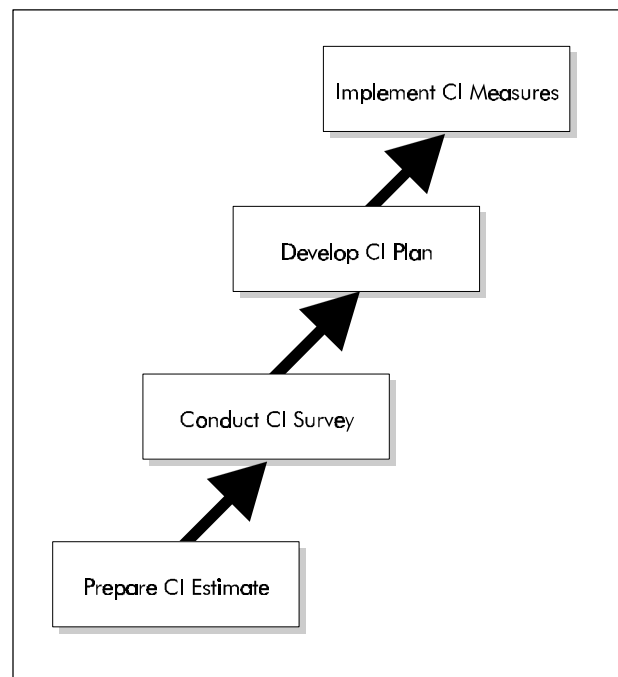 Implement CI Measures
Develop CI Plan
Conduct CI Survey
Prepare CI Estimate